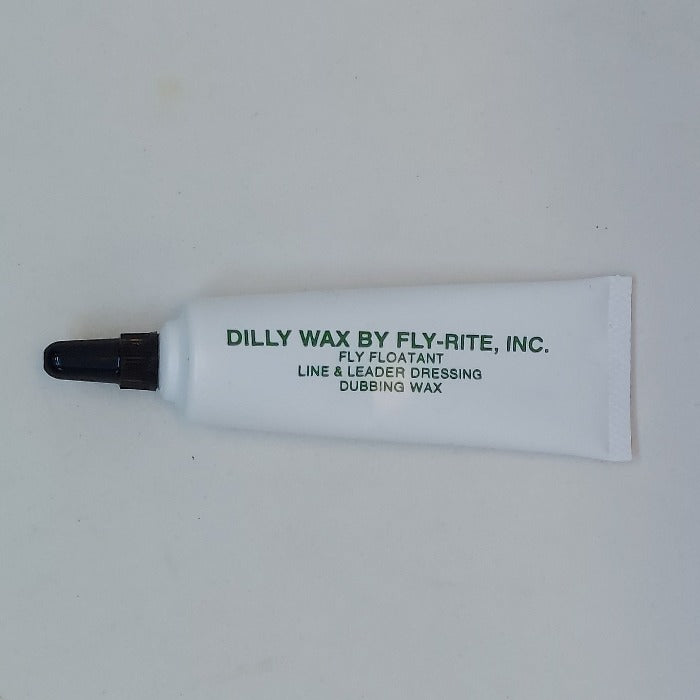 DILLY WAX BY FLY-RITE, INC.
FLY FLOATANT
LINE & LEADER DRESSING
DUBBING WAX